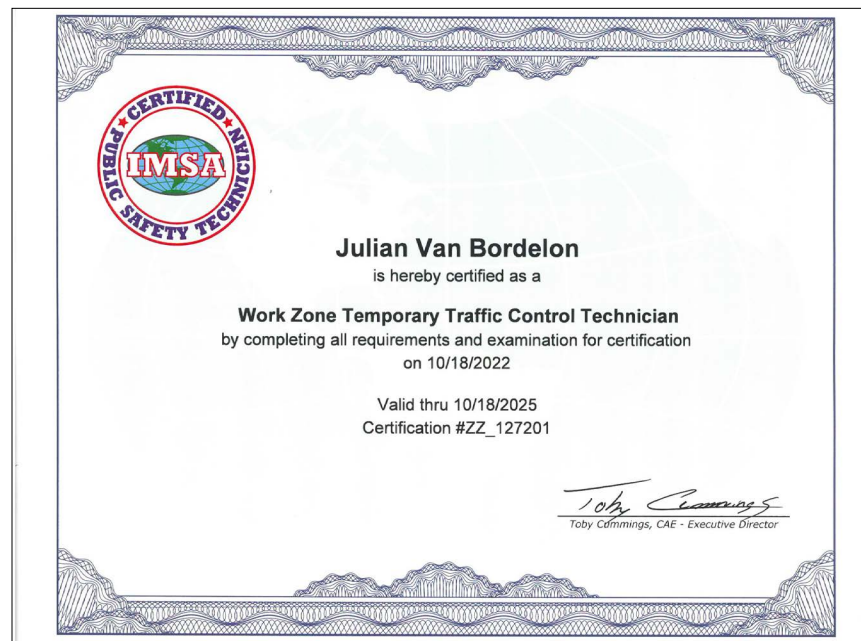 CERTIFIED
IMSA
PUBLIC SAFETY TECHNICIAN
Julian Van Bordelon
is hereby certified as a
Work Zone Temporary Traffic Control Technician
by completing all requirements and examination for certification
on 10/18/2022
Valid thru 10/18/2025
Certification #ZZ_127201
Toby Cummings
Toby Cummings, CAE - Executive Director